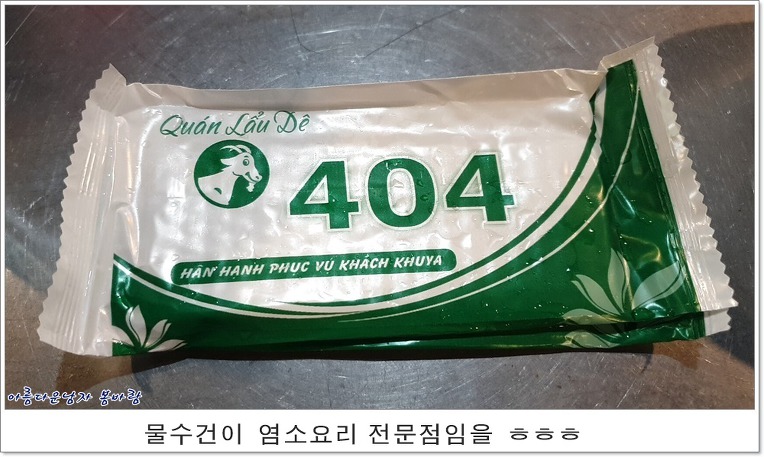 Quán Lẩu Dê
404
HÂN HẠNH PHỤC VỤ KHÁCH KHUYA
아름다운남자 봄바람
물수건이 염소요리 전문점임을 ㅎㅎㅎ